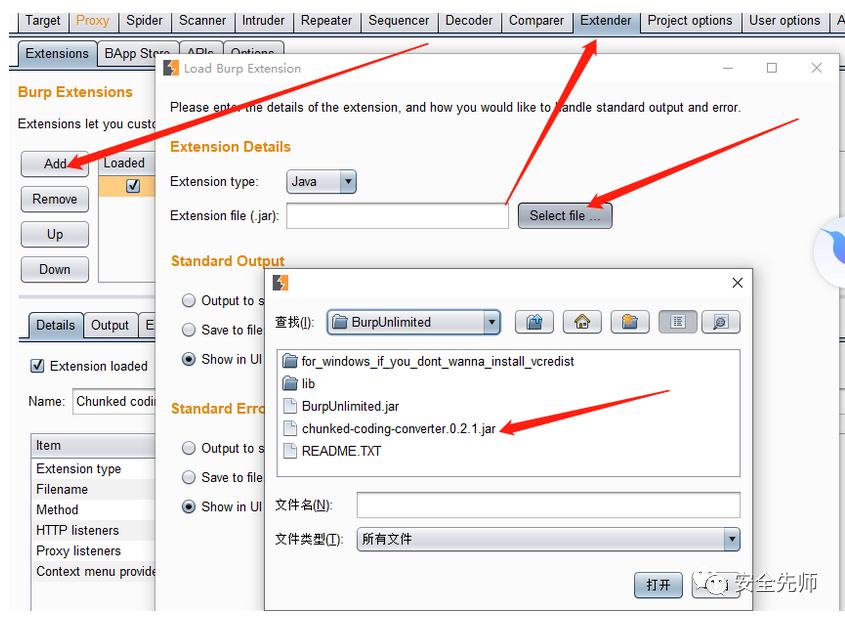 Target Proxy Spider Scanner Intruder Repeater Sequencer Decoder Comparer Extender Project options User options A
Extensions BApp Store APIs Options
Load Burp Extension
Burp Extensions
Please enter the details of the extension, and how you would like to handle standard output and error.
Extensions let you custo
Extension Details
Add Loaded
Extension type: Java
Remove
Extension file (.jar): Select file ...
Up
Down
Standard Output
Output to s
Save to file
Show in UI
Details Output E
Extension loaded
Name: Chunked codin
Standard Erro
Output to s
Save to file
Show in UI
Item
Extension type
Filename
Method
HTTP listeners
Proxy listeners
Context menu provide
查找(I): BurpUnlimited
for_windows_if_you_dont_wanna_install_vcredist
lib
BurpUnlimited.jar
chunked-coding-converter.0.2.1.jar
README.TXT
文件名(N):
文件类型(T): 所有文件
打开
安全先师